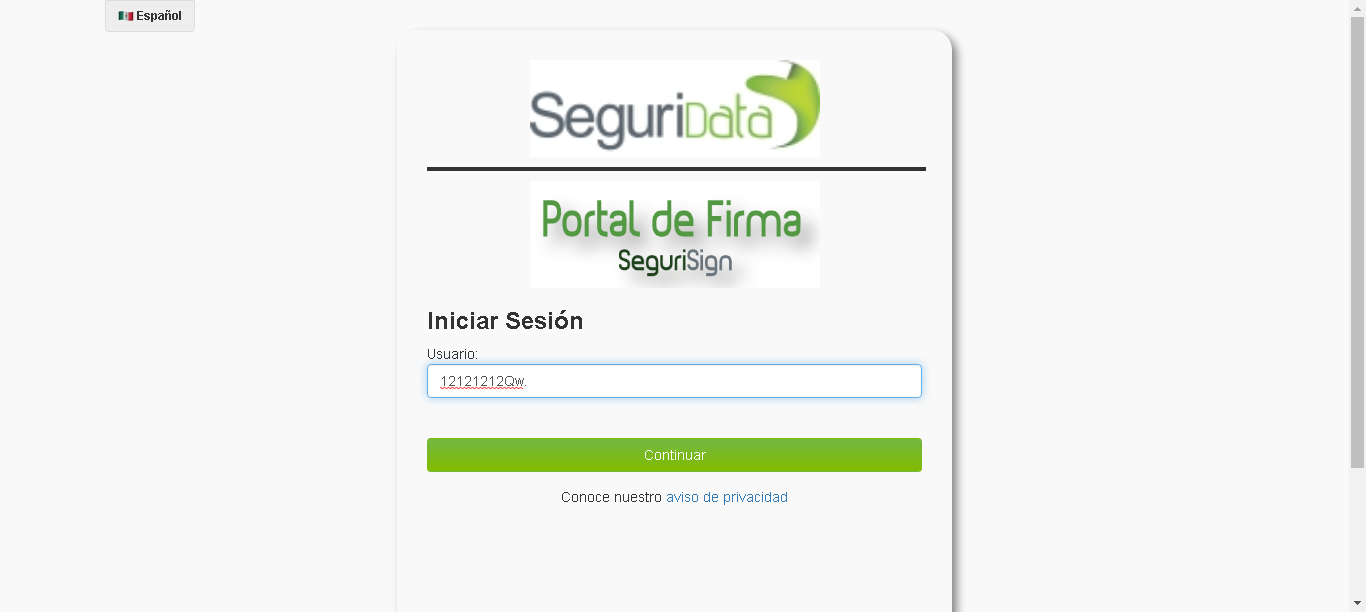 Español
SeguriData
Portal de Firma
SeguriSign
Iniciar Sesión
Usuario:
12121212Qw.
Continuar
Conoce nuestro aviso de privacidad